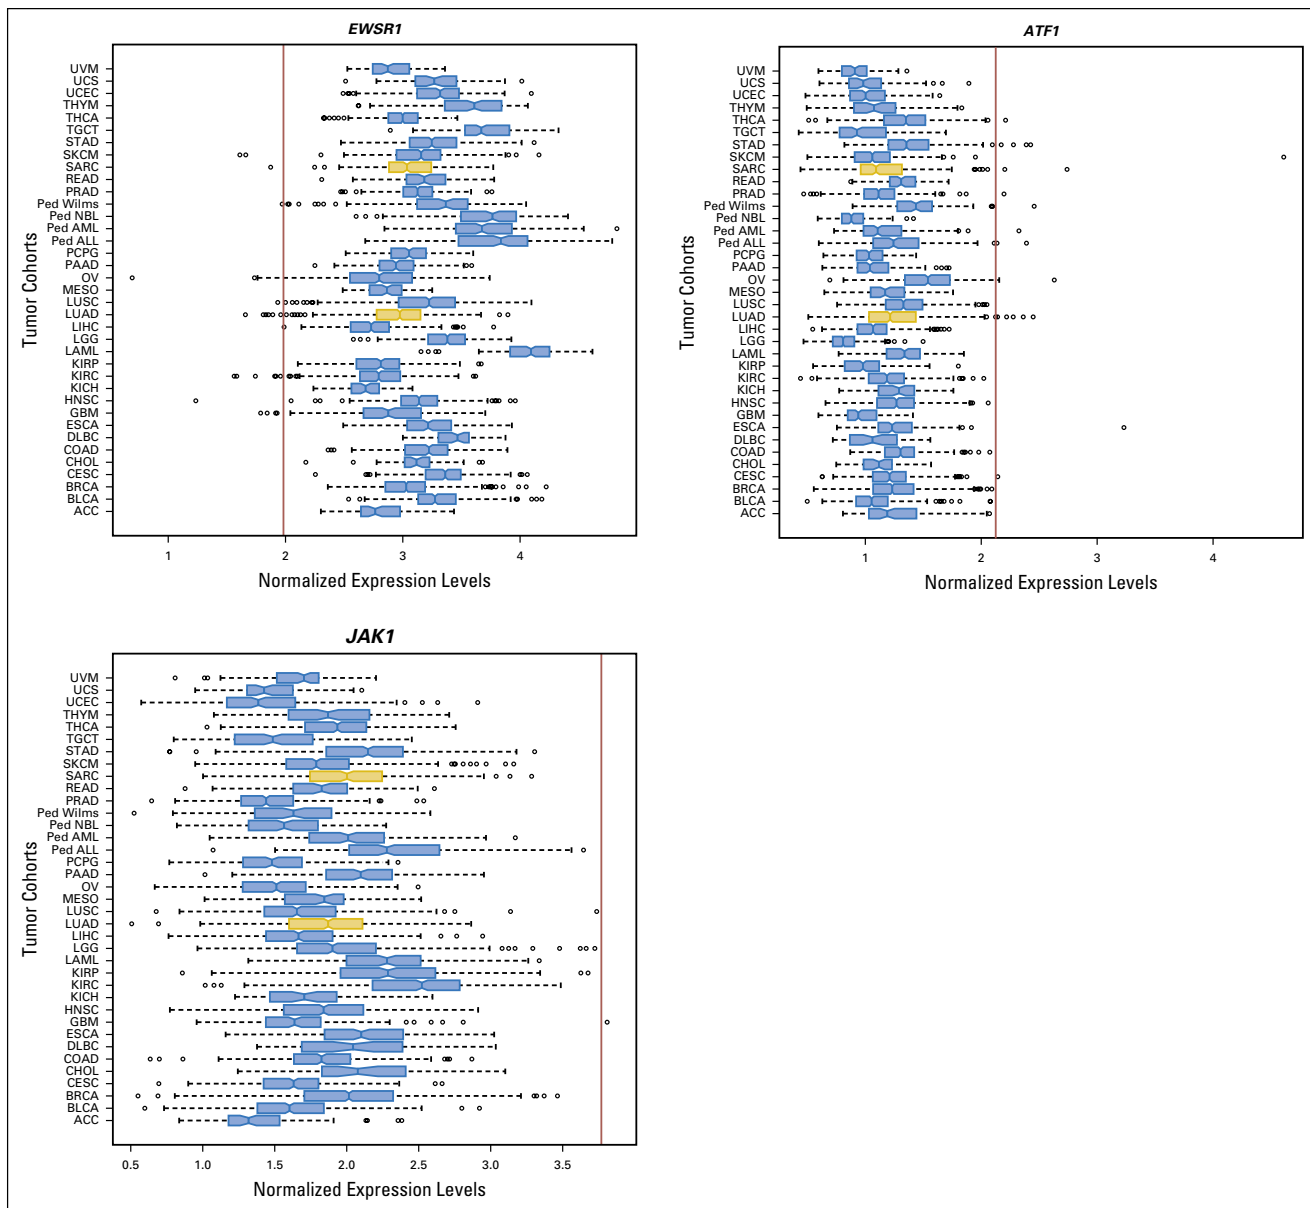 EWSR1
Tumor Cohorts
UVM
UCS
UCEC
THYM
THCA
TGCT
STAD
SKCM
SARC
READ
PRAD
Ped Wilms
Ped NBL
Ped AML
Ped ALL
PCPG
PAAD
OV
MESO
LUSC
LUAD
LIHC
LGG
LAML
KIRP
KIRC
KICH
HNSC
GBM
ESCA
DLBC
COAD
CHOL
CESC
BRCA
BLCA
ACC
1 2 3 4
Normalized Expression Levels
ATF1
Tumor Cohorts
UVM
UCS
UCEC
THYM
THCA
TGCT
STAD
SKCM
SARC
READ
PRAD
Ped Wilms
Ped NBL
Ped AML
Ped ALL
PCPG
PAAD
OV
MESO
LUSC
LUAD
LIHC
LGG
LAML
KIRP
KIRC
KICH
HNSC
GBM
ESCA
DLBC
COAD
CHOL
CESC
BRCA
BLCA
ACC
1 2 3 4
Normalized Expression Levels
JAK1
Tumor Cohorts
UVM
UCS
UCEC
THYM
THCA
TGCT
STAD
SKCM
SARC
READ
PRAD
Ped Wilms
Ped NBL
Ped AML
Ped ALL
PCPG
PAAD
OV
MESO
LUSC
LUAD
LIHC
LGG
LAML
KIRP
KIRC
KICH
HNSC
GBM
ESCA
DLBC
COAD
CHOL
CESC
BRCA
BLCA
ACC
0.5 1.0 1.5 2.0 2.5 3.0 3.5
Normalized Expression Levels